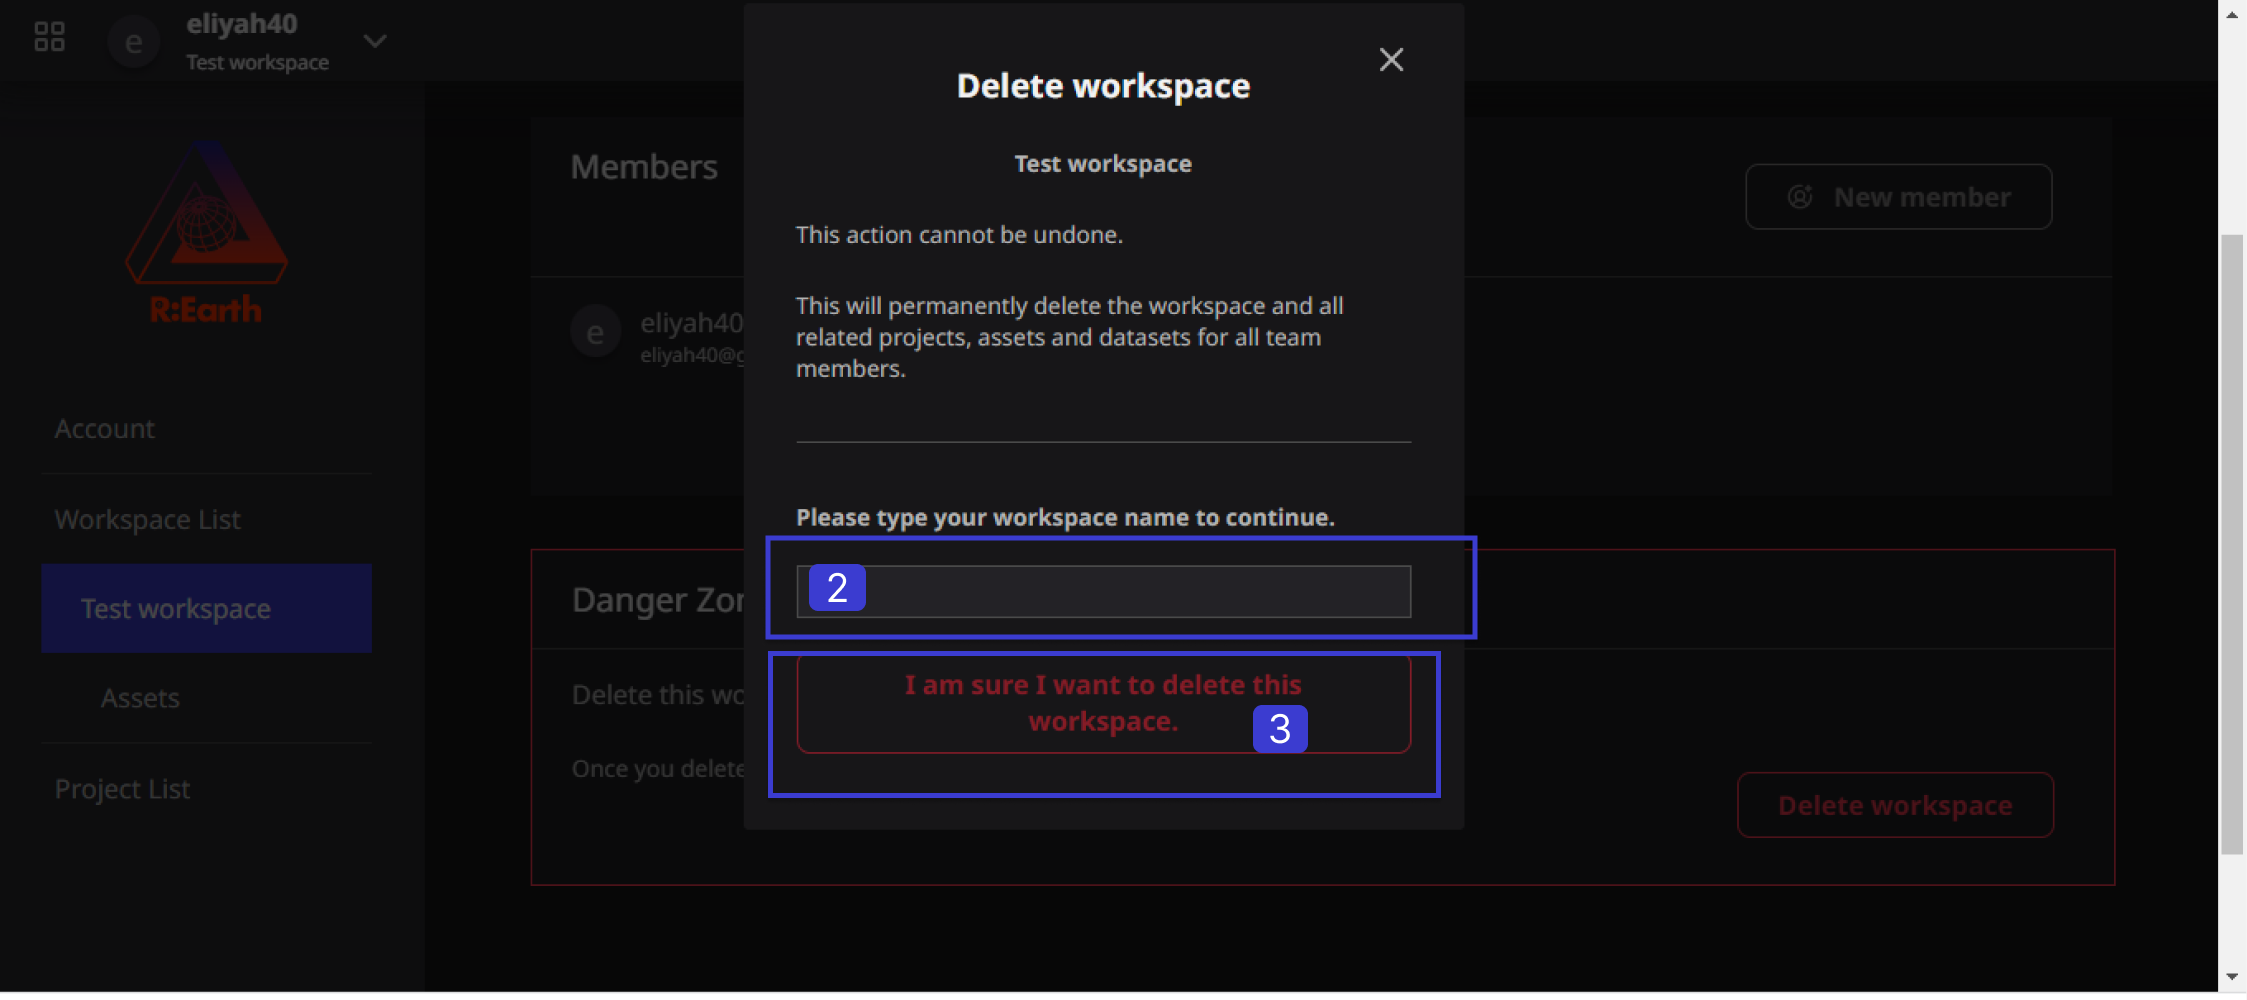 eliyah40
e
Test workspace
R:Earth
Account
Workspace List
Test workspace
Assets
Project List
Members
New member
e
eliyah40
Danger
Delete this
Once you delete
Delete workspace
Delete workspace
Test workspace
This action cannot be undone.
This will permanently delete the workspace and all
related projects, assets and datasets for all team
members.
Please type your workspace name to continue.
2
I am sure I want to delete this
workspace.
3